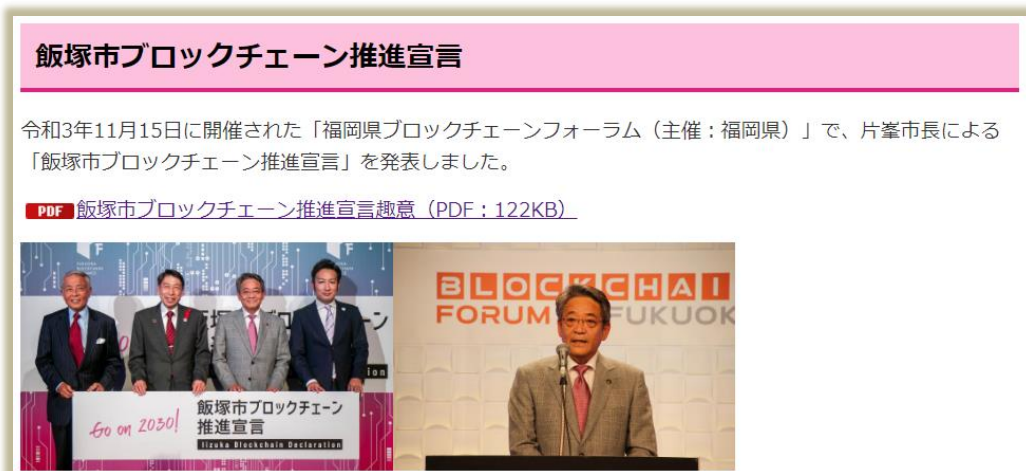 飯塚市ブロックチェーン推進宣言
令和3年11月15日に開催された「福岡県ブロックチェーンフォーラム（主催：福岡県）」で、片峯市長による
「飯塚市ブロックチェーン推進宣言」を発表しました。
PDF 飯塚市ブロックチェーン推進宣言趣意（PDF：122KB）
Go on 2030!
飯塚市ブロックチェーン
推進宣言
Iizuka Blockchain Declaration
BLOCKCHAI
FORUM FUKUOK